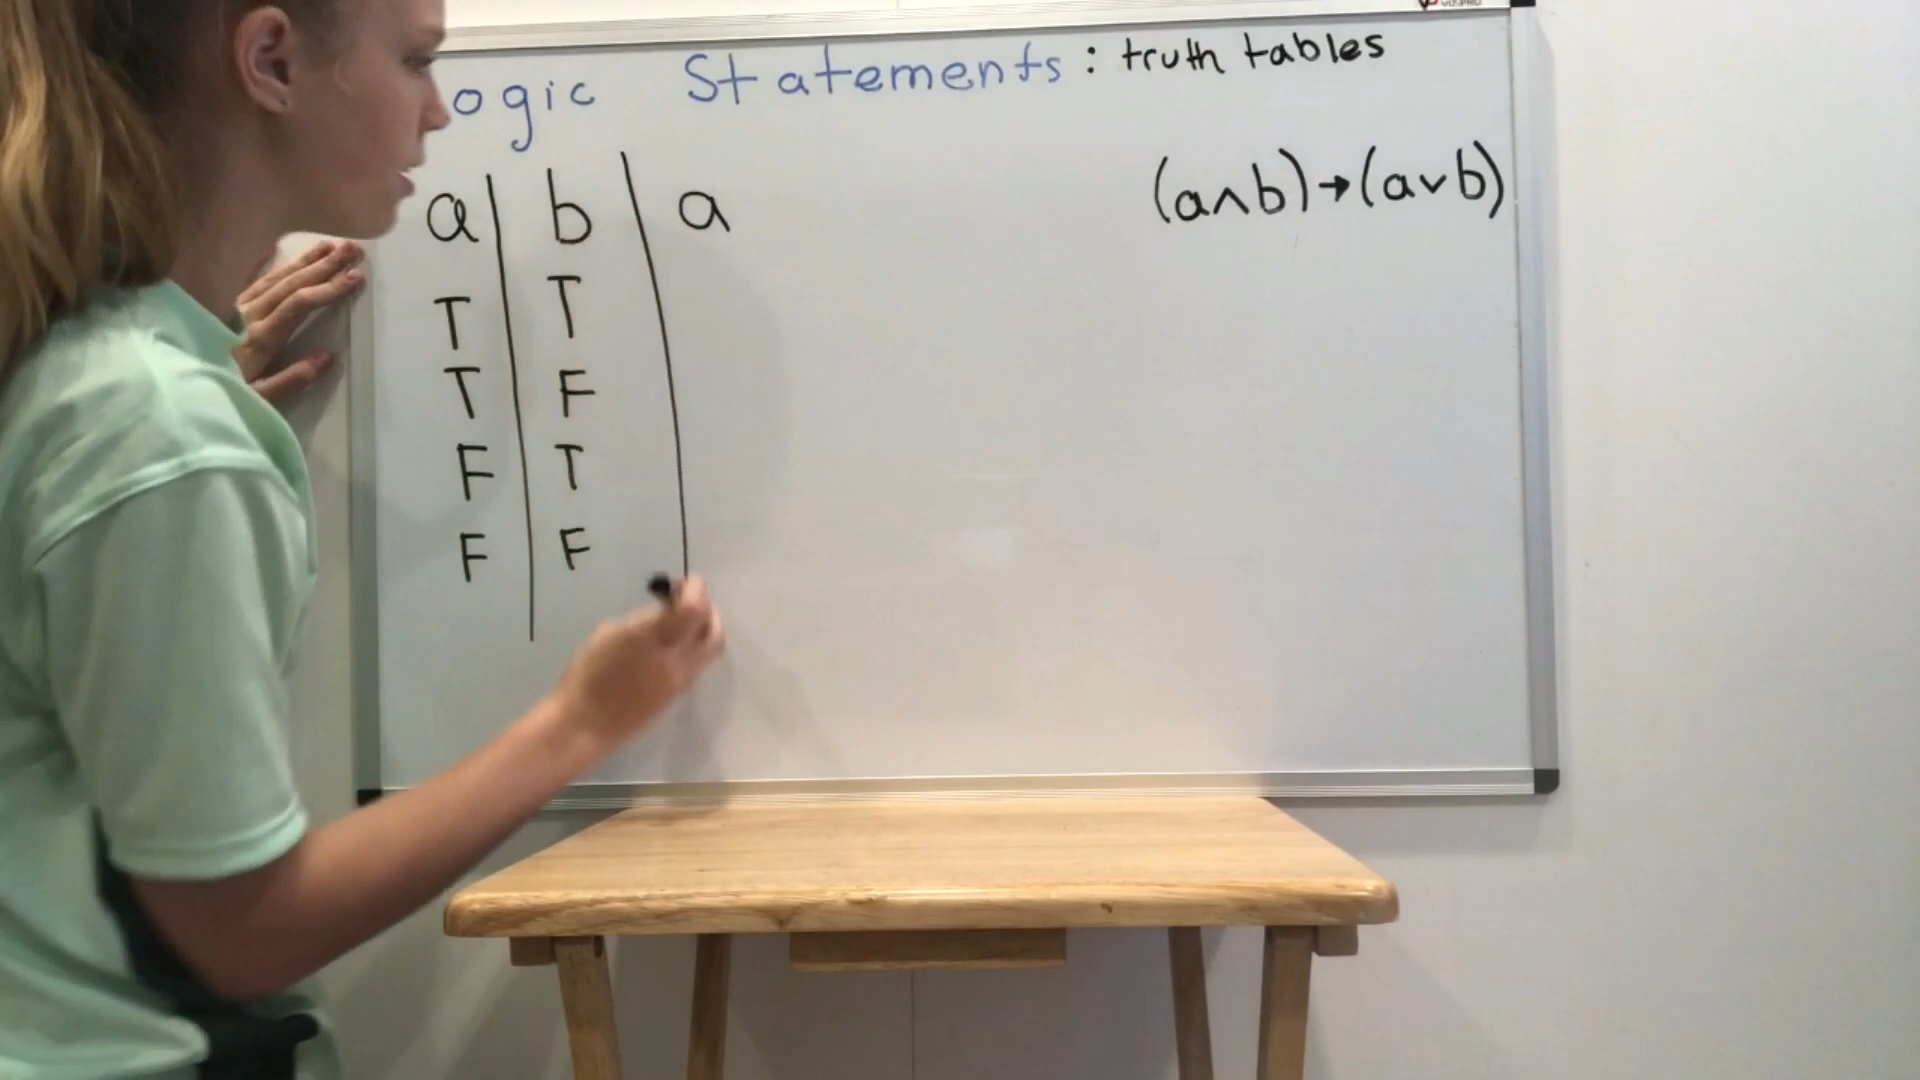 ogic Statements : truth tables
(a∧b)→(a∨b)
a b a
T T
T F
F T
F F